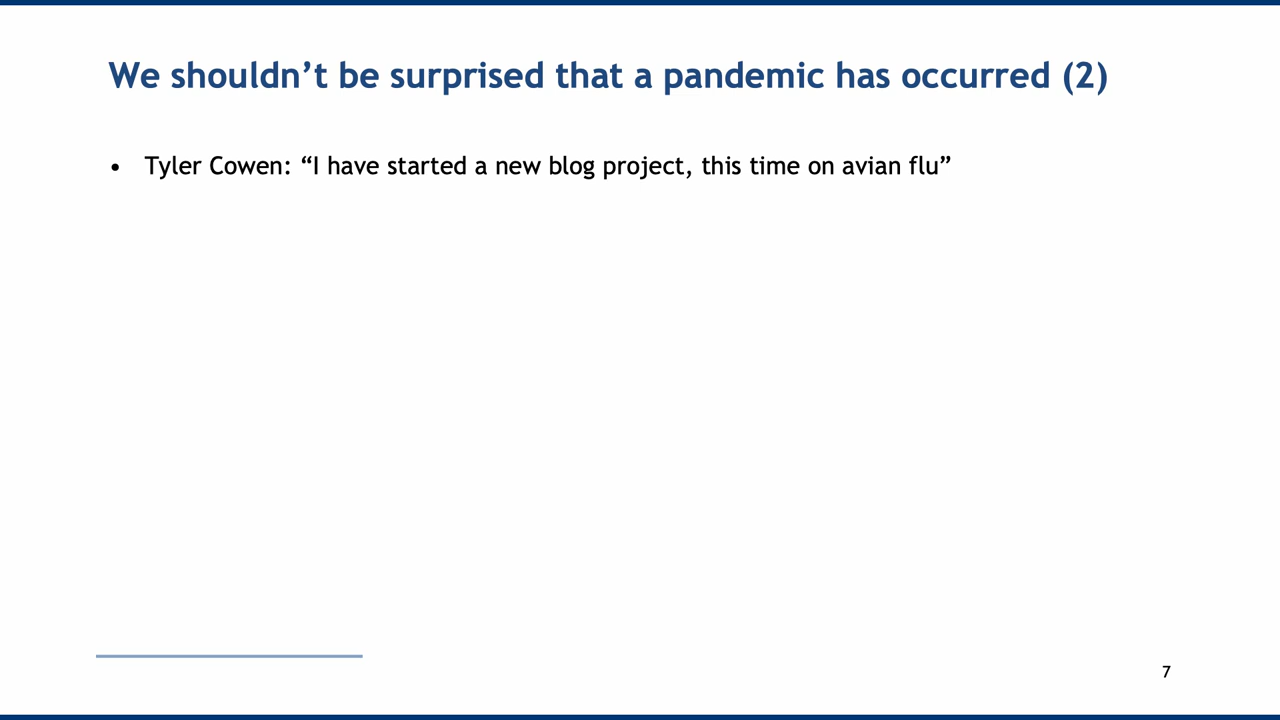 We shouldn’t be surprised that a pandemic has occurred (2)
• Tyler Cowen: “I have started a new blog project, this time on avian flu”
7